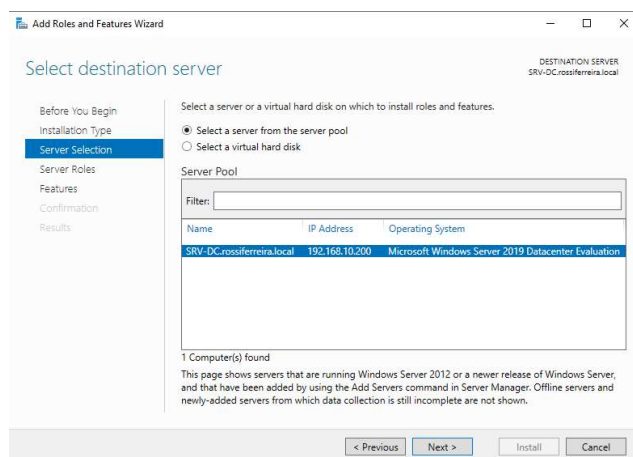 Add Roles and Features Wizard
Select destination server
DESTINATION SERVER
SRV-DC.rossiferreira.local
Before You Begin
Installation Type
Server Selection
Server Roles
Features
Confirmation
Results
Select a server or a virtual hard disk on which to install roles and features.
Select a server from the server pool
Select a virtual hard disk
Server Pool
Filter:
Name IP Address Operating System
SRV-DC.rossiferreira.local 192.168.10.200 Microsoft Windows Server 2019 Datacenter Evaluation
1 Computer(s) found
This page shows servers that are running Windows Server 2012 or a newer release of Windows Server,
and that have been added by using the Add Servers command in Server Manager. Offline servers and
newly-added servers from which data collection is still incomplete are not shown.
< Previous Next > Install Cancel